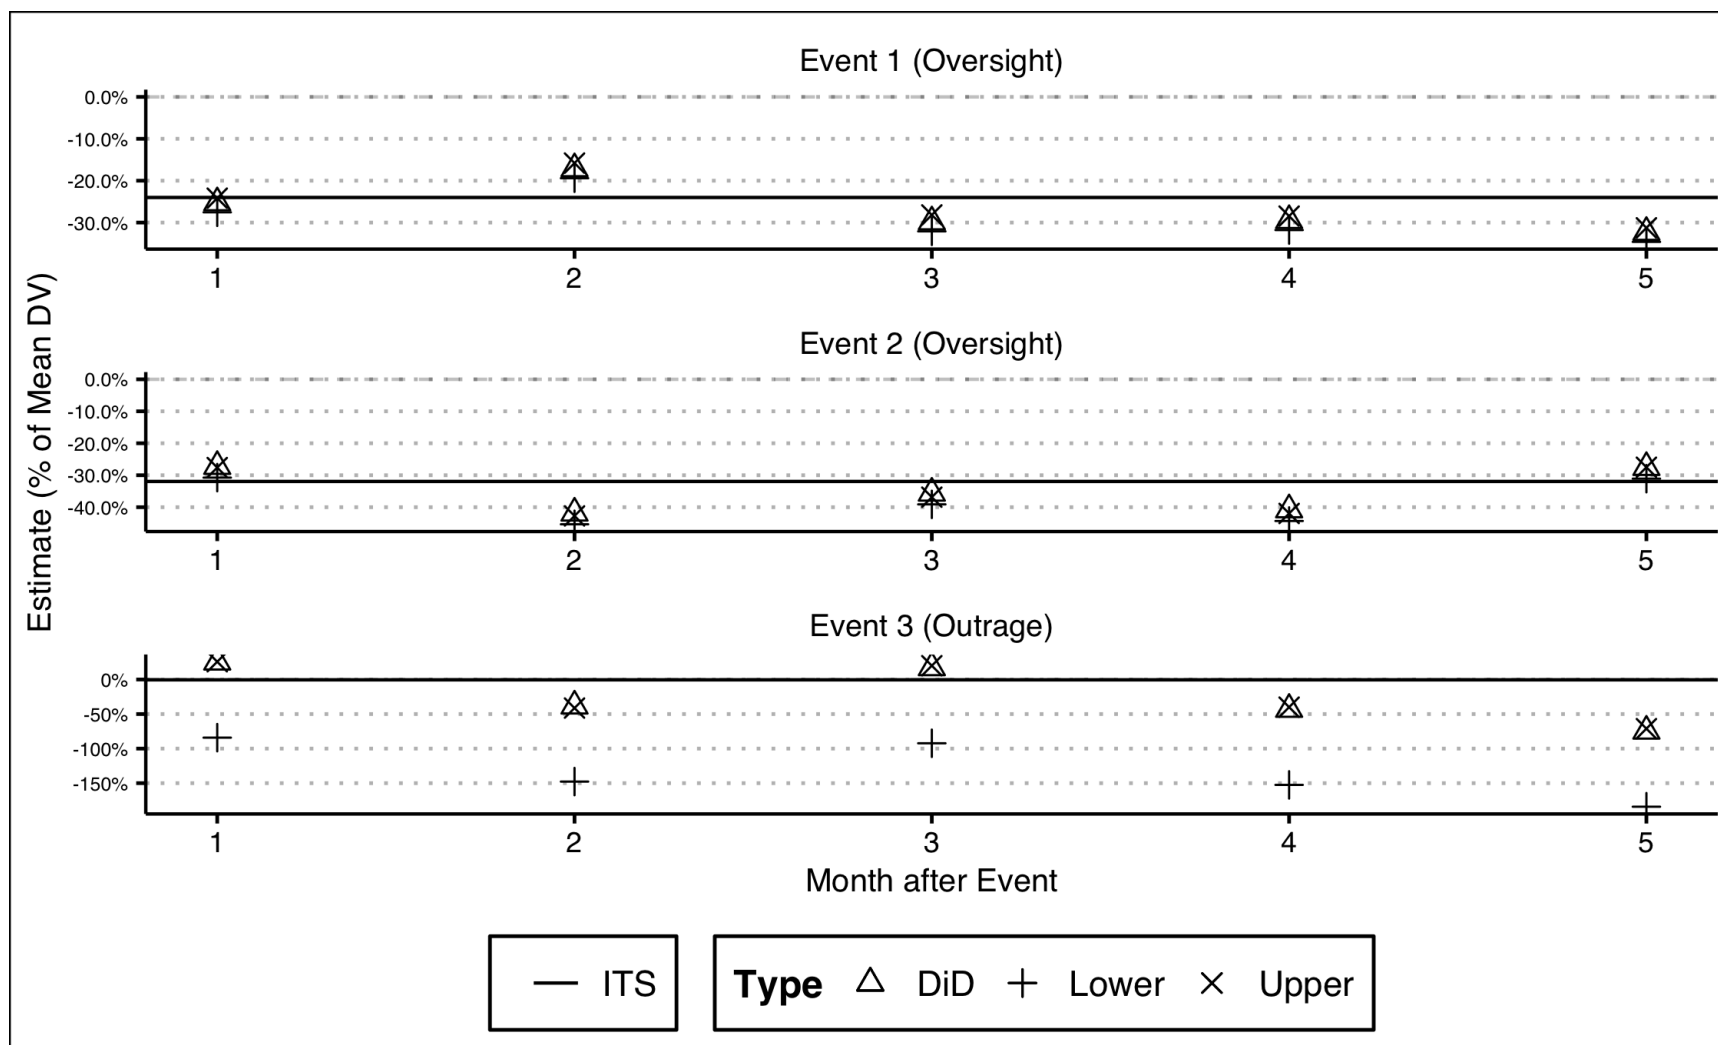 Event 1 (Oversight)
0.0%
-10.0%
-20.0%
-30.0%
1 2 3 4 5
Event 2 (Oversight)
0.0%
-10.0%
-20.0%
-30.0%
-40.0%
1 2 3 4 5
Estimate (% of Mean DV)
Event 3 (Outrage)
0%
-50%
-100%
-150%
1 2 3 4 5
Month after Event
ITS Type DiD Lower Upper